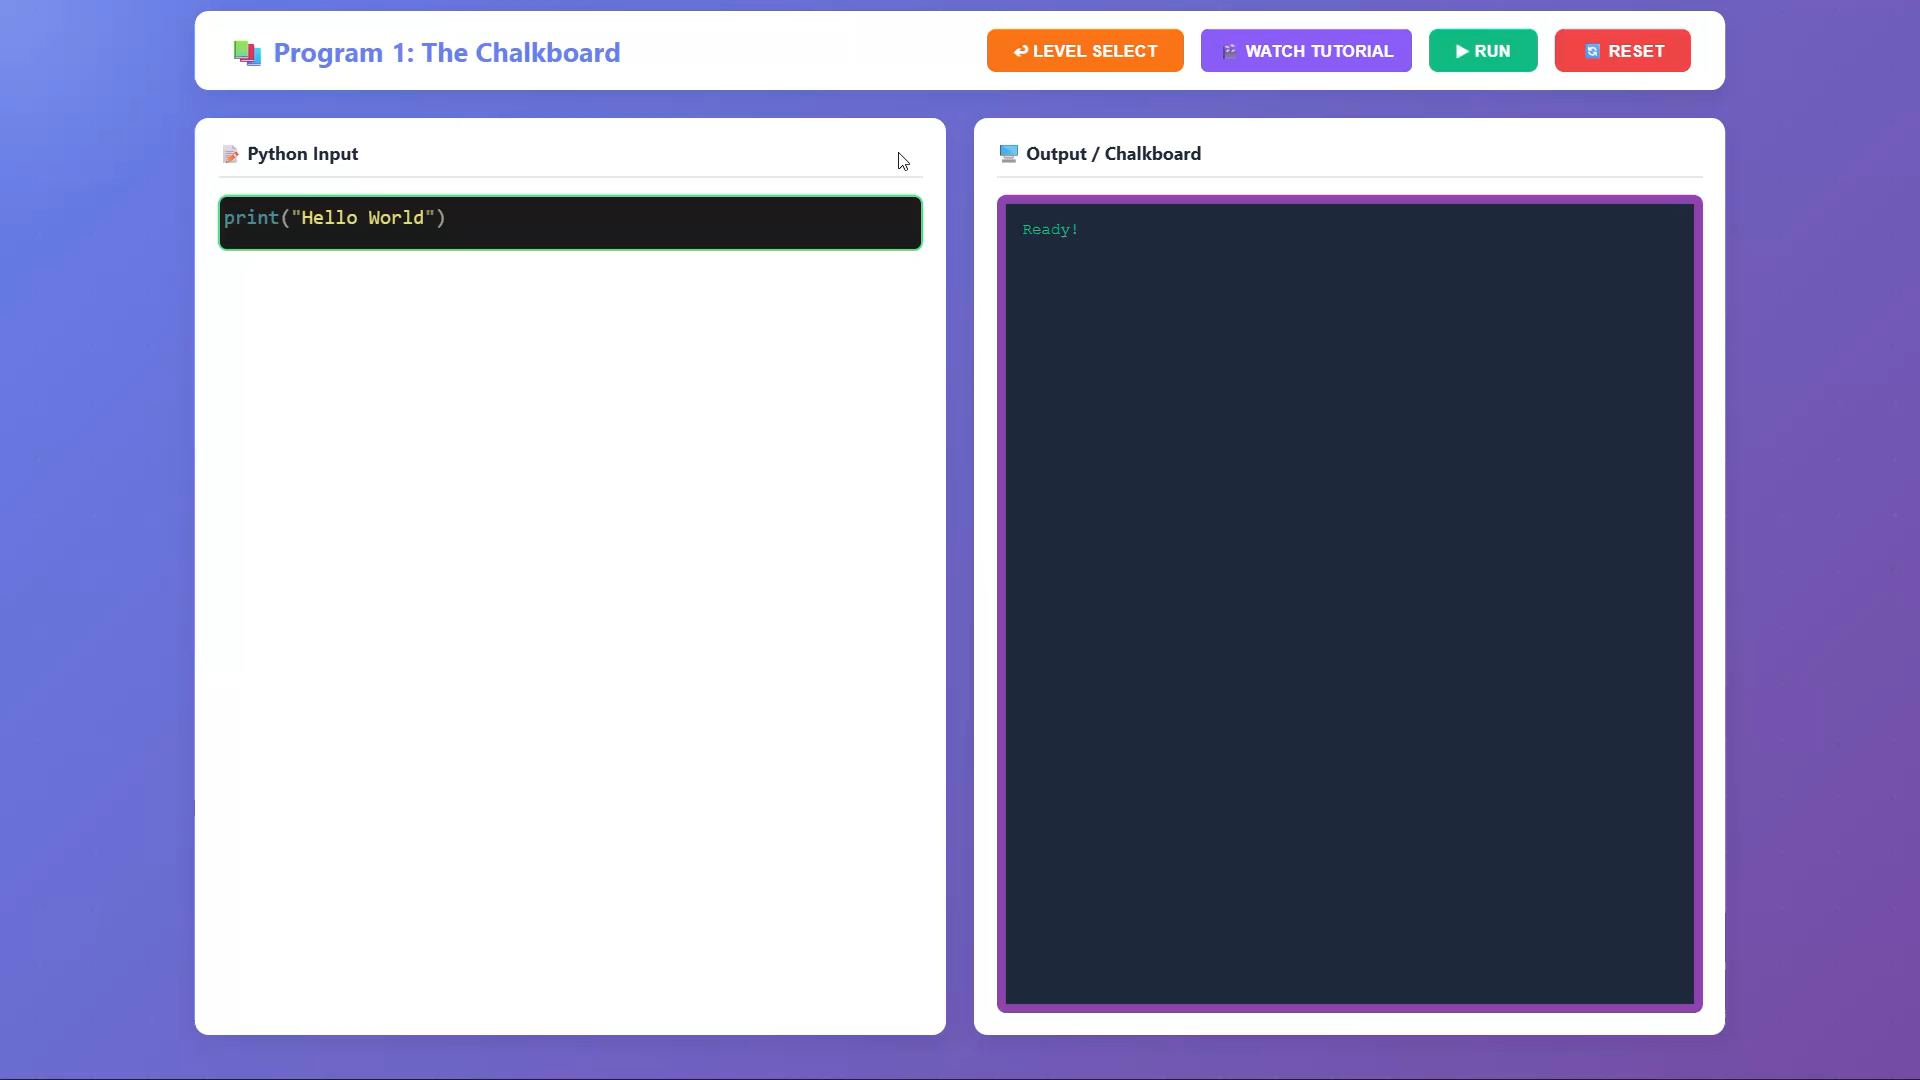 Program 1: The Chalkboard
LEVEL SELECT
WATCH TUTORIAL
RUN
RESET
Python Input
print("Hello World")
Output / Chalkboard
Ready!